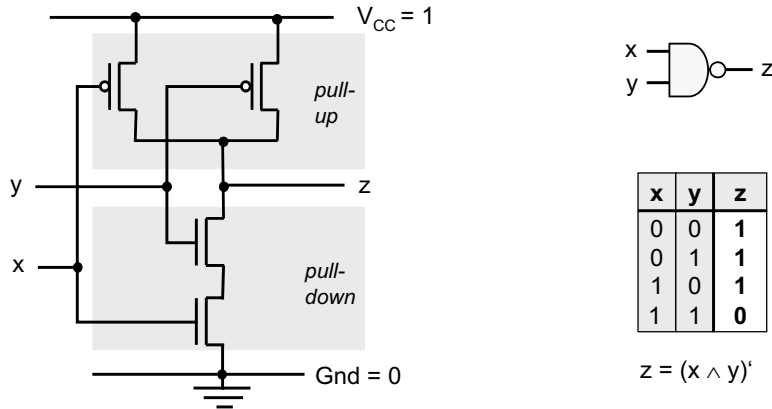 V_CC = 1
pull-
up
y
z
x
pull-
down
Gnd = 0
x
y
z
x y z
0 0 1
0 1 1
1 0 1
1 1 0
z = (x ∧ y)‘